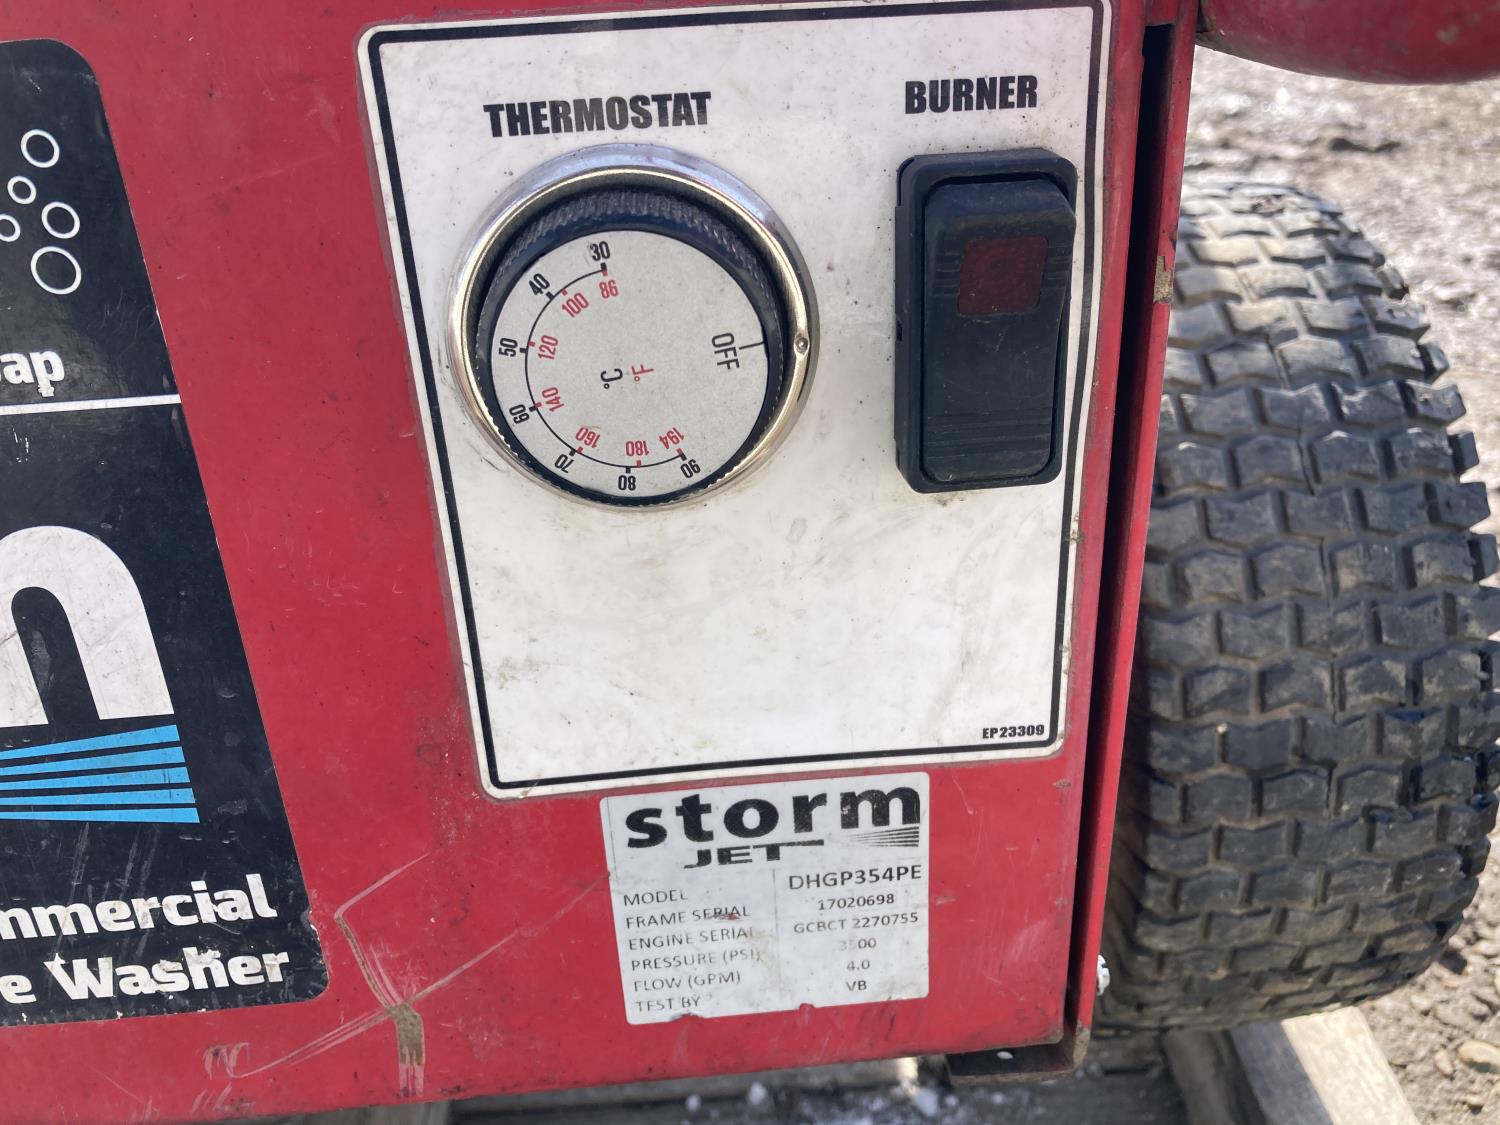 THERMOSTAT
BURNER
30
40
50
60
70
80
90
86
100
120
140
160
180
194
OFF
°C
°F
EP23309
storm
JET
MODEL DHGP354PE
FRAME SERIAL 17020698
ENGINE SERIAL GCBCT 2270755
PRESSURE (PSI) 3500
FLOW (GPM) 4.0
TEST BY VB
ap
m
mmercial
e Washer